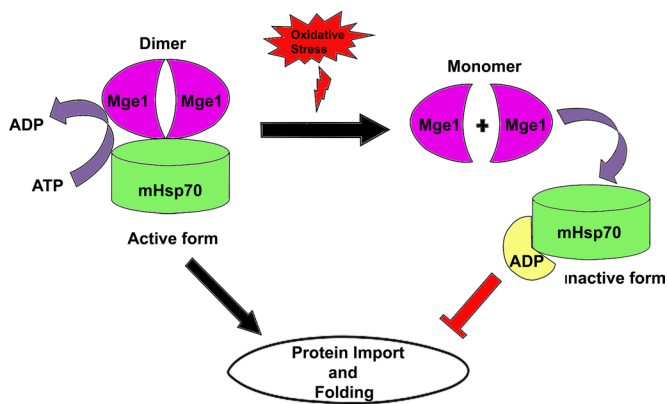 Oxidative
Stress
Dimer
Mge1 Mge1
ADP
ATP
mHsp70
Active form
Monomer
Mge1 + Mge1
mHsp70
ADP
Inactive form
Protein Import
and
Folding